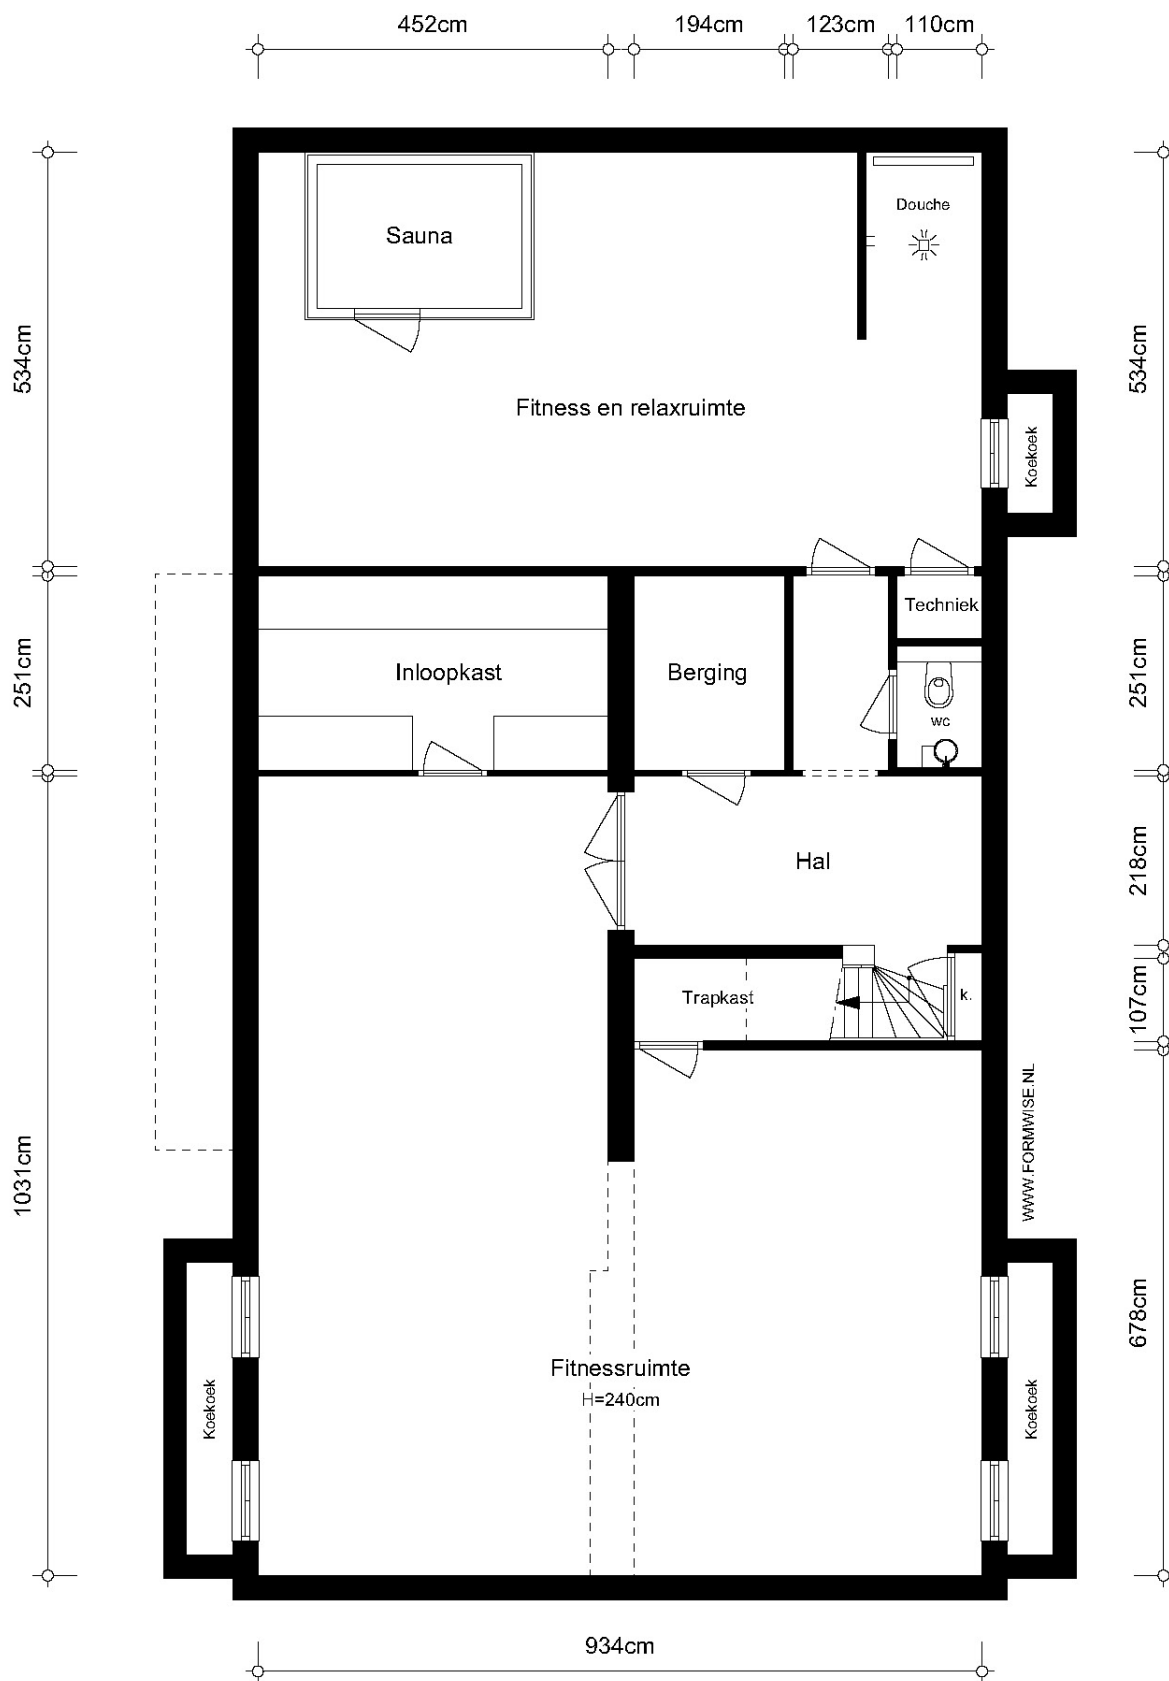 452cm
194cm
123cm
110cm
Douche
Sauna
534cm
534cm
Fitness en relaxruimte
Koekoek
Techniek
251cm
Inloopkast
Berging
251cm
wc
218cm
Hal
Trapkast
k.
107cm
WWW.FORMWISE.NL
1031cm
678cm
Fitnessruimte
H=240cm
Koekoek
Koekoek
934cm